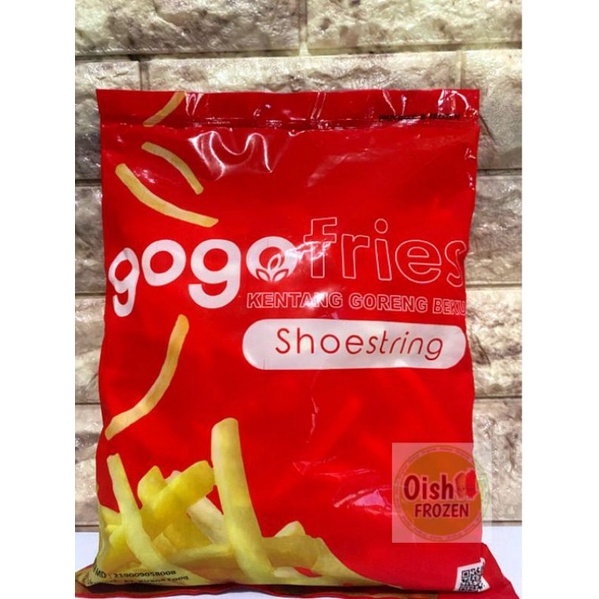 gogofries
KENTANG GORENG BEKU
Shoestring
Oish
FROZEN